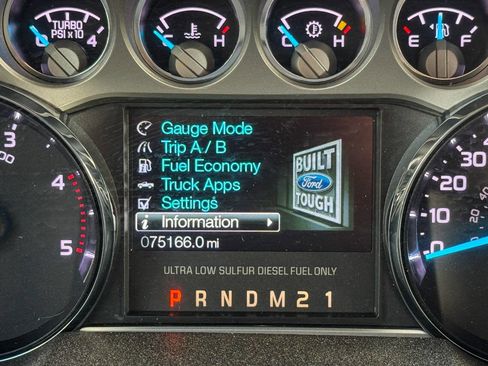 TURBO
PSI x 10
0 4
C H
C H
E F
Gauge Mode
Trip A / B
Fuel Economy
Truck Apps
Settings
i Information
075166.0 mi
BUILT
Ford
TOUGH
ULTRA LOW SULFUR DIESEL FUEL ONLY
P R N D M 2 1
3
4
5
30
20
10
0
20